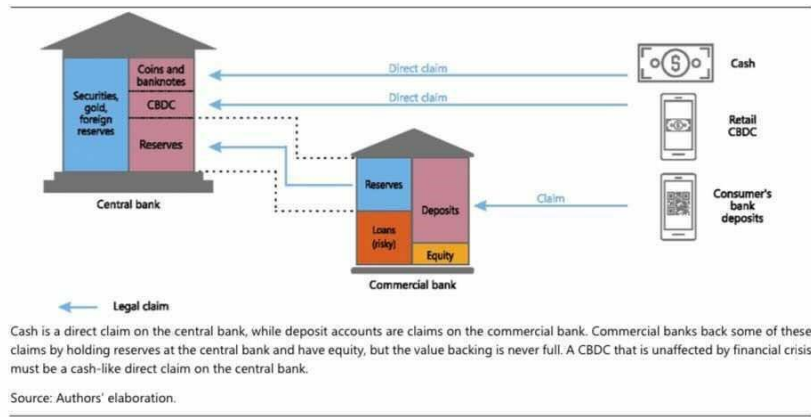 Coins and
banknotes
Direct claim
Cash
Securities,
gold,
foreign
reserves
CBDC
Direct claim
Retail
CBDC
Reserves
Central bank
Reserves
Deposits
Claim
Consumer's
bank
deposits
Loans
(risky)
Equity
Commercial bank
Legal claim
Cash is a direct claim on the central bank, while deposit accounts are claims on the commercial bank. Commercial banks back some of these
claims by holding reserves at the central bank and have equity, but the value backing is never full. A CBDC that is unaffected by financial crisis
must be a cash-like direct claim on the central bank.
Source: Authors' elaboration.